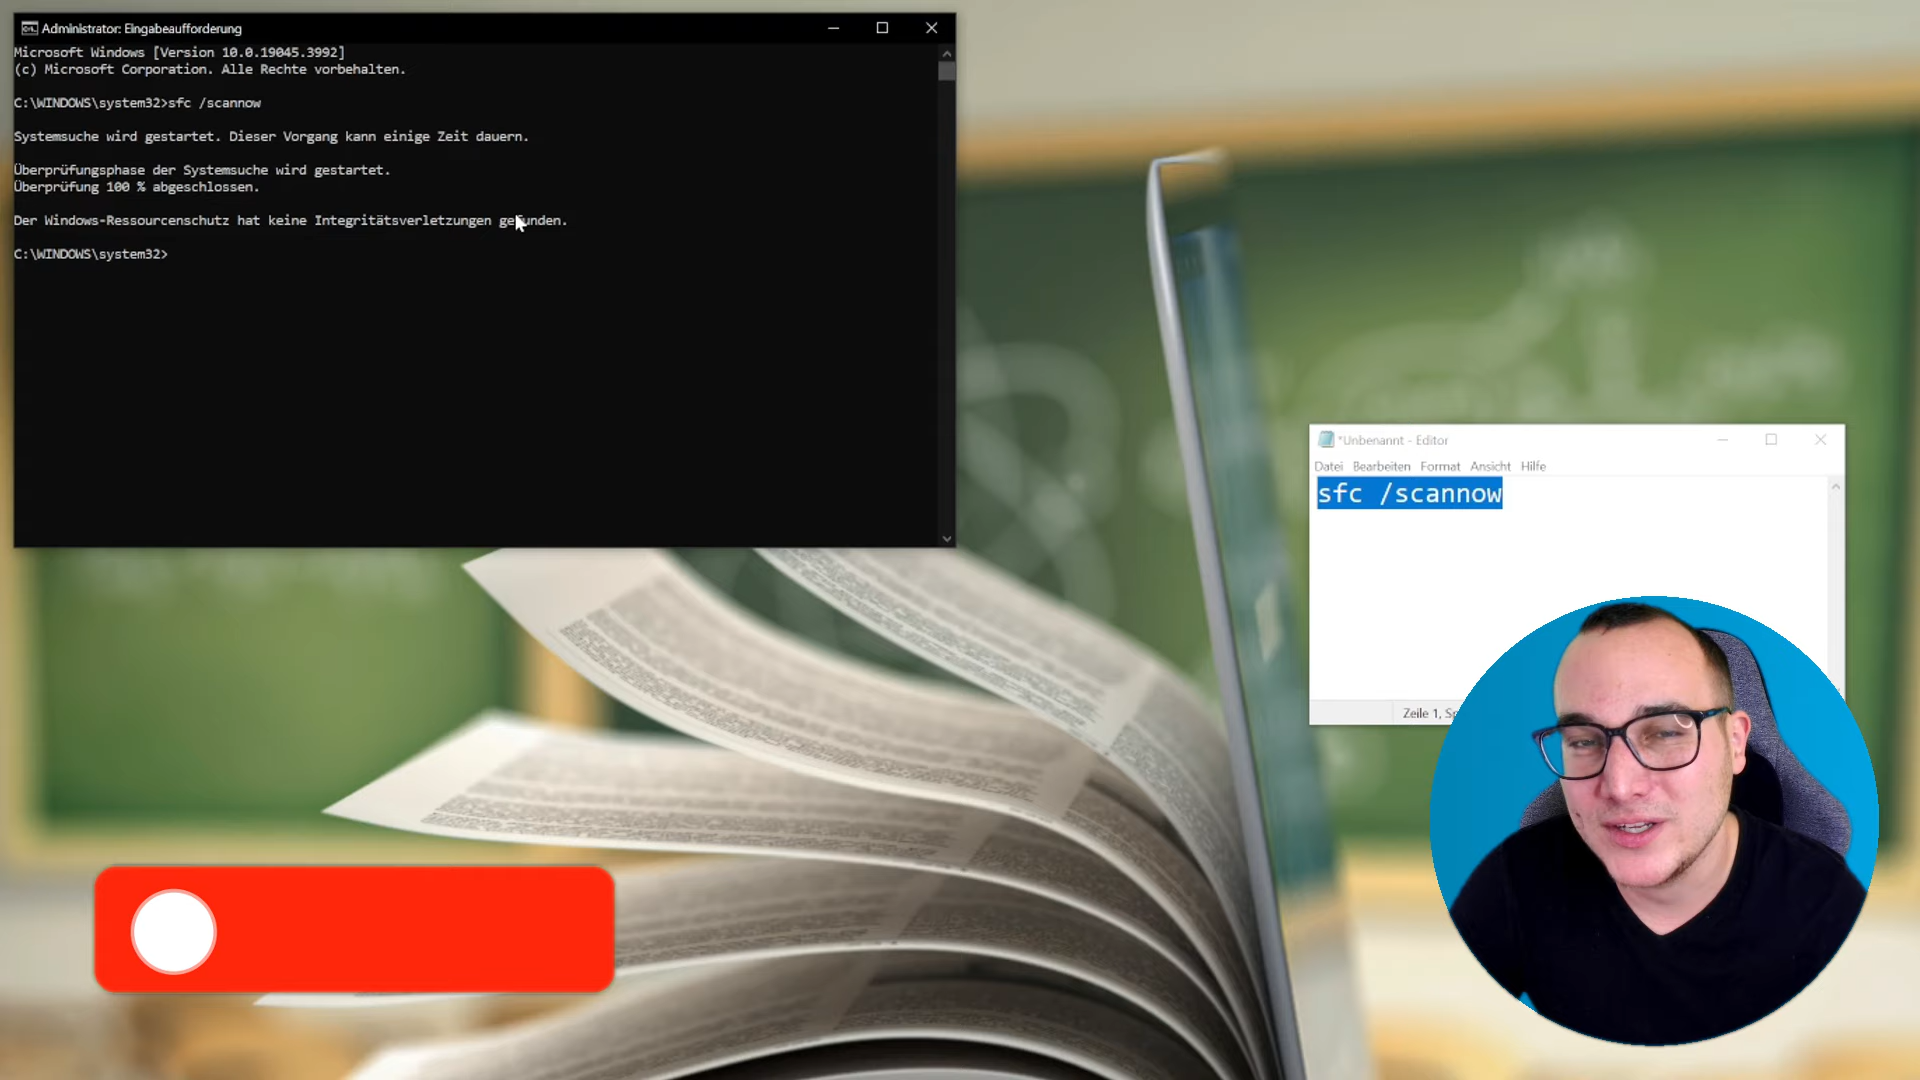 Administrator: Eingabeaufforderung
Microsoft Windows [Version 10.0.19045.3992]
(c) Microsoft Corporation. Alle Rechte vorbehalten.
C:\WINDOWS\system32>sfc /scannow
Systemsuche wird gestartet. Dieser Vorgang kann einige Zeit dauern.
Überprüfungsphase der Systemsuche wird gestartet.
Überprüfung 100 % abgeschlossen.
Der Windows-Ressourcenschutz hat keine Integritätsverletzungen gefunden.
C:\WINDOWS\system32>
*Unbenannt - Editor
Datei Bearbeiten Format Ansicht Hilfe
sfc /scannow
Zeile 1,